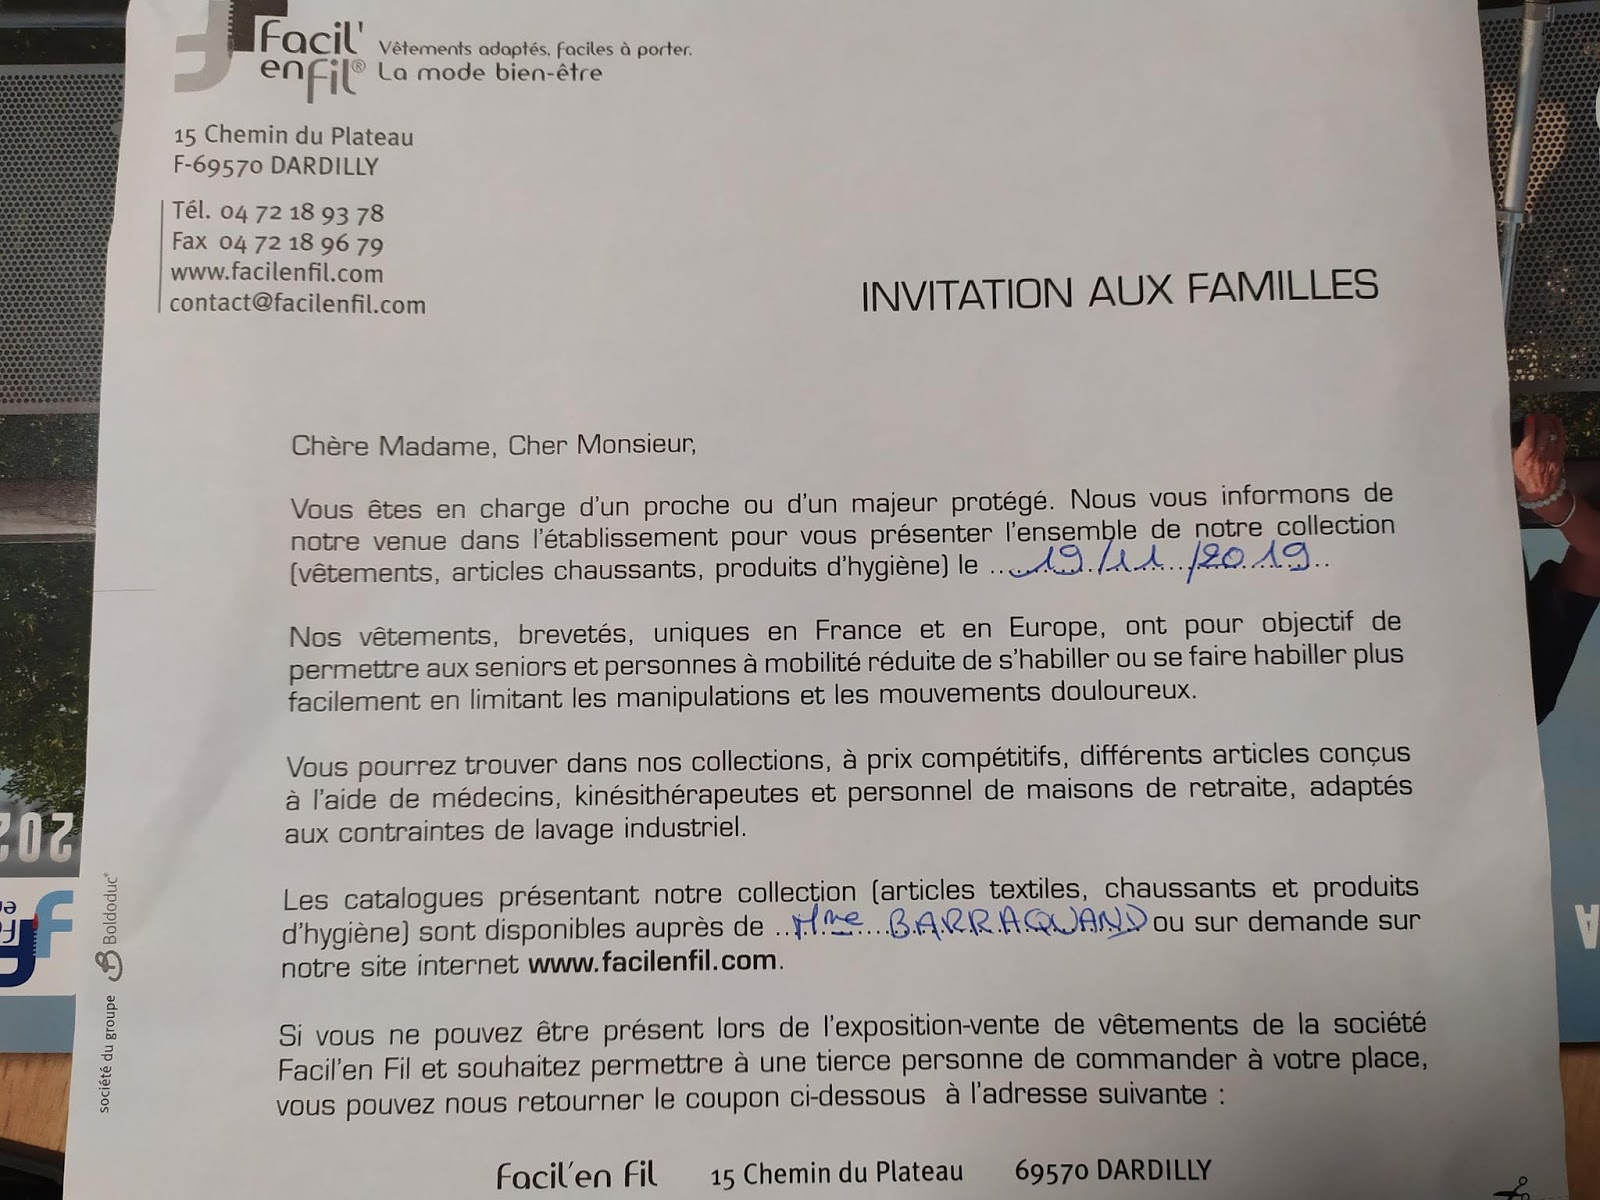 Facil'
en fil® Vêtements adaptés, faciles à porter.
La mode bien-être
15 Chemin du Plateau
F-69570 DARDILLY
Tél. 04 72 18 93 78
Fax 04 72 18 96 79
www.facilenfil.com
contact@facilenfil.com
INVITATION AUX FAMILLES
Chère Madame, Cher Monsieur,
Vous êtes en charge d'un proche ou d'un majeur protégé. Nous vous informons de
notre venue dans l'établissement pour vous présenter l'ensemble de notre collection
(vêtements, articles chaussants, produits d'hygiène) le 19/11/2019
Nos vêtements, brevetés, uniques en France et en Europe, ont pour objectif de
permettre aux seniors et personnes à mobilité réduite de s'habiller ou se faire habiller plus
facilement en limitant les manipulations et les mouvements douloureux.
Vous pourrez trouver dans nos collections, à prix compétitifs, différents articles conçus
à l'aide de médecins, kinésithérapeutes et personnel de maisons de retraite, adaptés
aux contraintes de lavage industriel.
Les catalogues présentant notre collection (articles textiles, chaussants et produits
d'hygiène) sont disponibles auprès de Mme BARRAQUAND ou sur demande sur
notre site internet www.facilenfil.com.
Si vous ne pouvez être présent lors de l'exposition-vente de vêtements de la société
Facil'en Fil et souhaitez permettre à une tierce personne de commander à votre place,
vous pouvez nous retourner le coupon ci-dessous à l'adresse suivante :
Facil'en Fil 15 Chemin du Plateau 69570 DARDILLY
société du groupe Boldoduc®
202